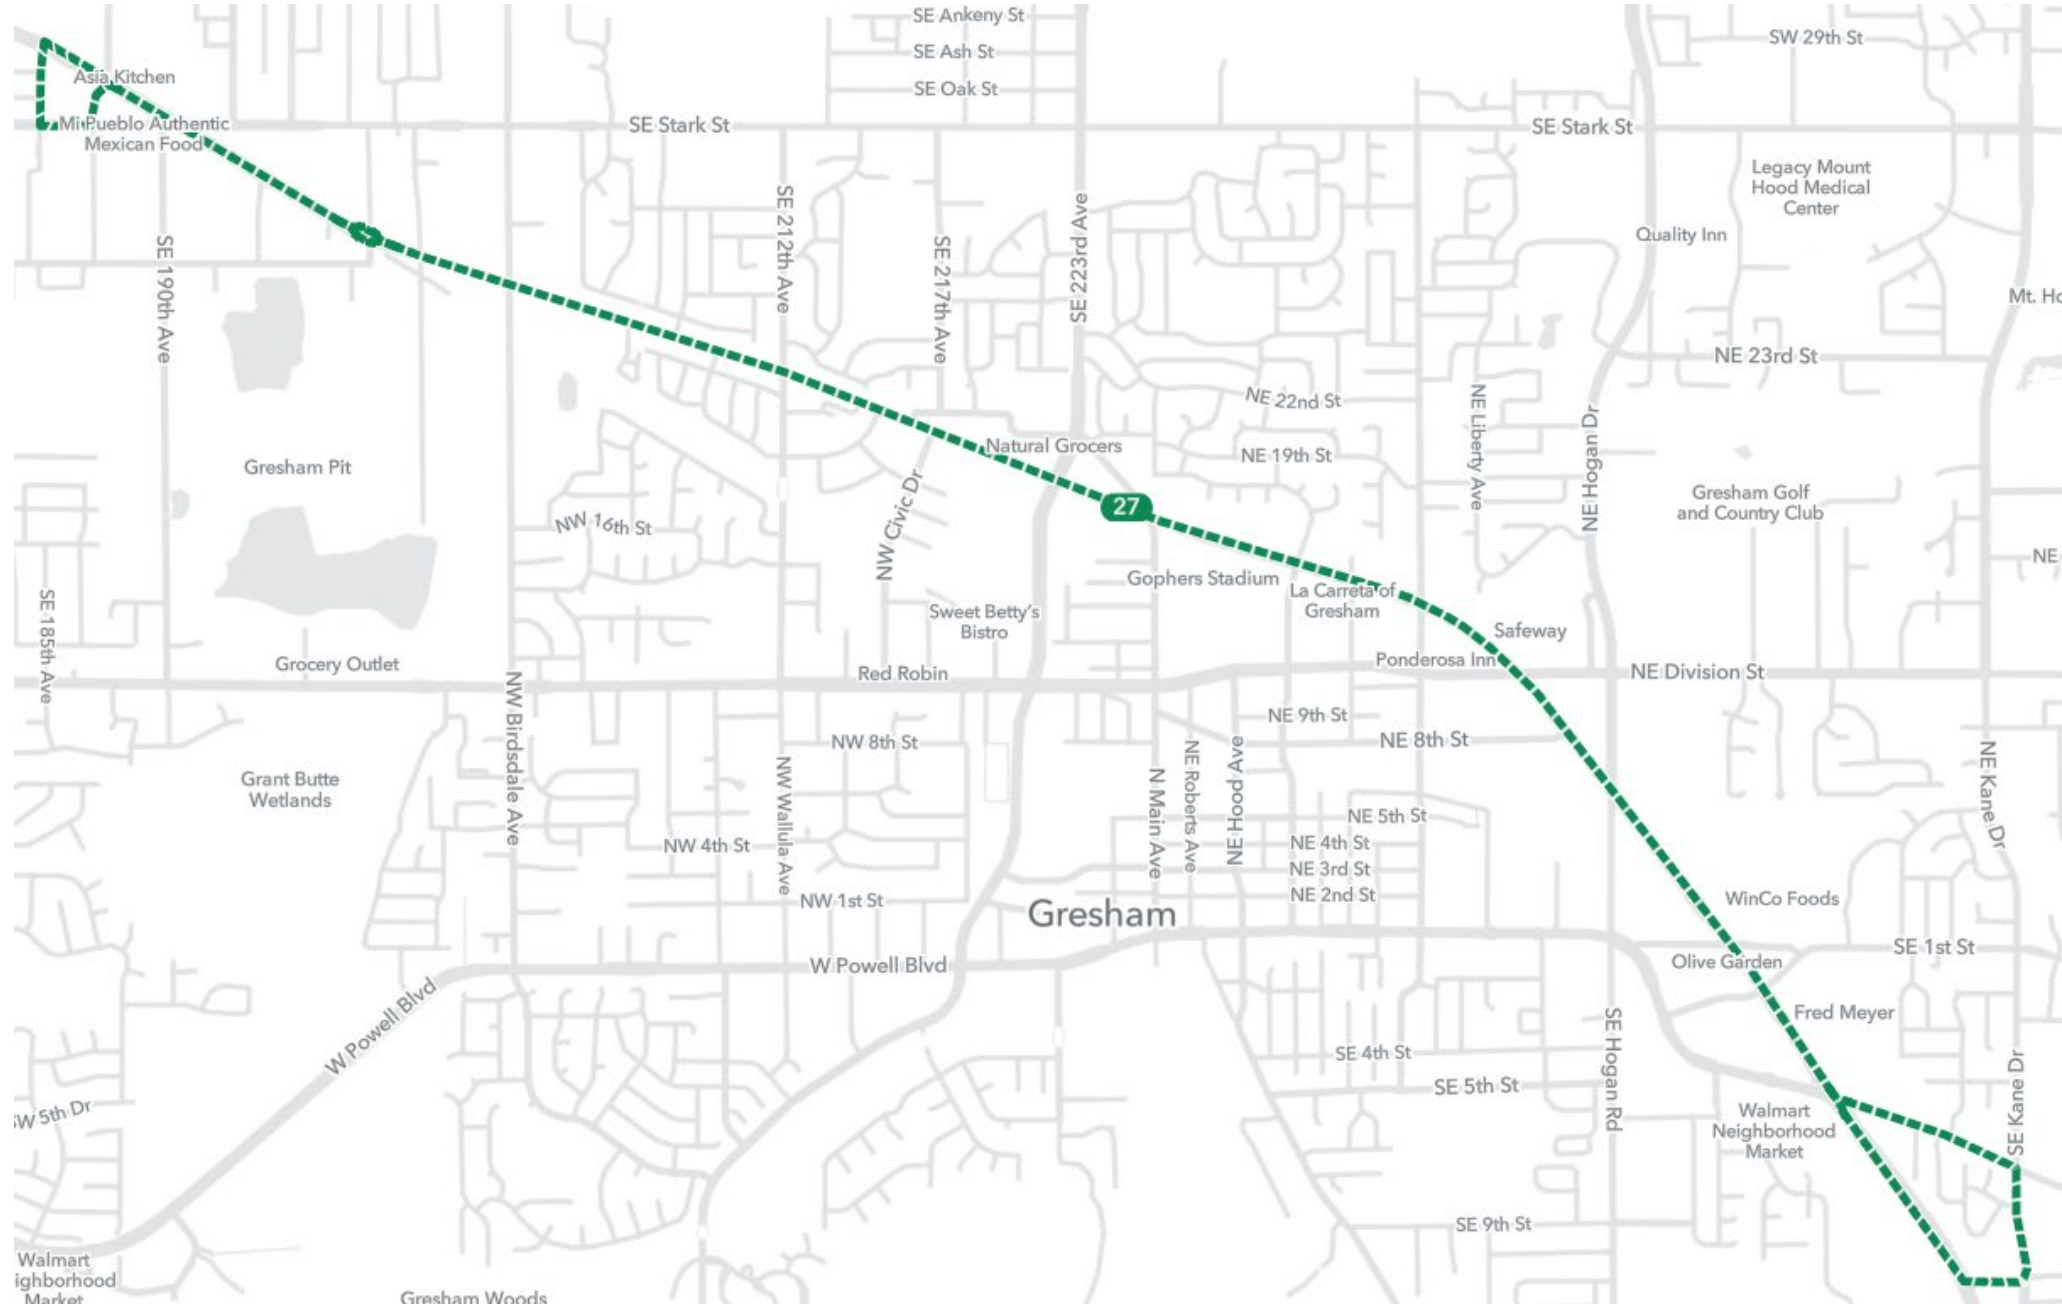 SE Ankeny St
SW 29th St
SE Ash St
Asia Kitchen
SE Oak St
Mi Pueblo Authentic
Mexican Food
SE Stark St
SE Stark St
Legacy Mount
Hood Medical
Center
SE 190th Ave
SE 212th Ave
SE 217th Ave
SE 223rd Ave
Quality Inn
Mt. Ho
NE 23rd St
NE 22nd St
NE Liberty Ave
NE Hogan Dr
Natural Grocers
NE 19th St
Gresham Pit
NW Civic Dr
27
Gresham Golf
and Country Club
NW 16th St
NE
Gophers Stadium
La Carreta of
Gresham
SE 185th Ave
Sweet Betty's
Bistro
Safeway
Grocery Outlet
Red Robin
Ponderosa Inn
NE Division St
NW Birdsdale Ave
NE 9th St
NW 8th St
NE 8th St
Grant Butte
Wetlands
NW Wallula Ave
N Main Ave
NE Roberts Ave
NE Hood Ave
NE Kane Dr
NE 5th St
NW 4th St
NE 4th St
NE 3rd St
NW 1st St
NE 2nd St
WinCo Foods
Gresham
W Powell Blvd
SE 1st St
Olive Garden
W Powell Blvd
Fred Meyer
SE Hogan Rd
SE 4th St
SE 5th St
SE Kane Dr
SW 5th Dr
Walmart
Neighborhood
Market
SE 9th St
Walmart
ighborhood
Market
Gresham Woods